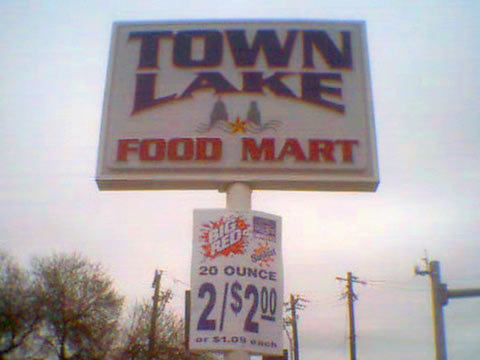 TOWN
LAKE
FOOD MART
BIG
RED
20 OUNCE
2/$2.00
or $1.09 each